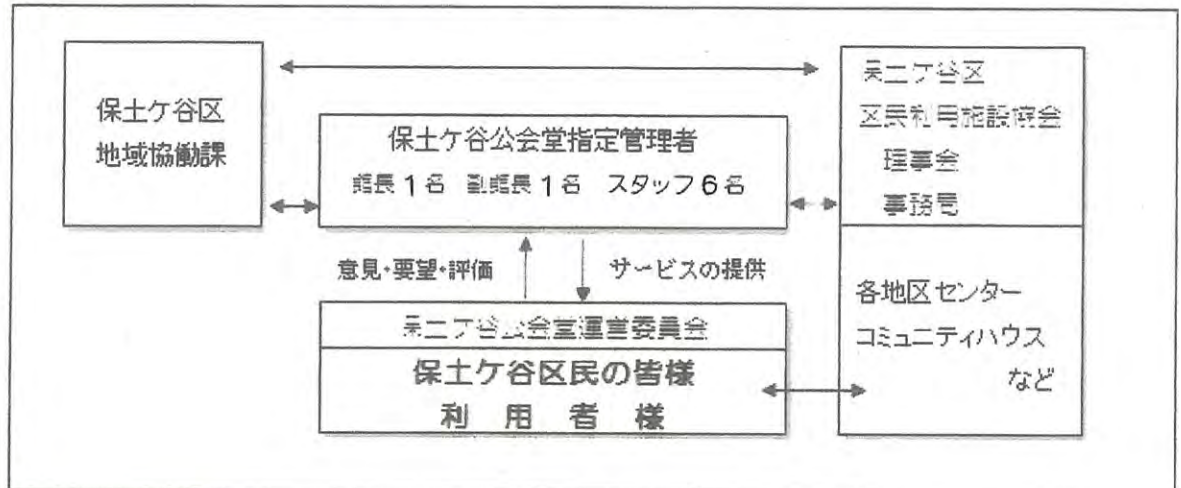 保土ケ谷区
地域協働課
保土ケ谷公会堂指定管理者
館長1名 副館長1名 スタッフ6名
意見・要望・評価
サービスの提供
保土ケ谷公会堂運営委員会
保土ケ谷区民の皆様
利用者様
保土ケ谷区
区民利用施設協会
理事会
事務局
各地区センター
コミュニティハウス
など